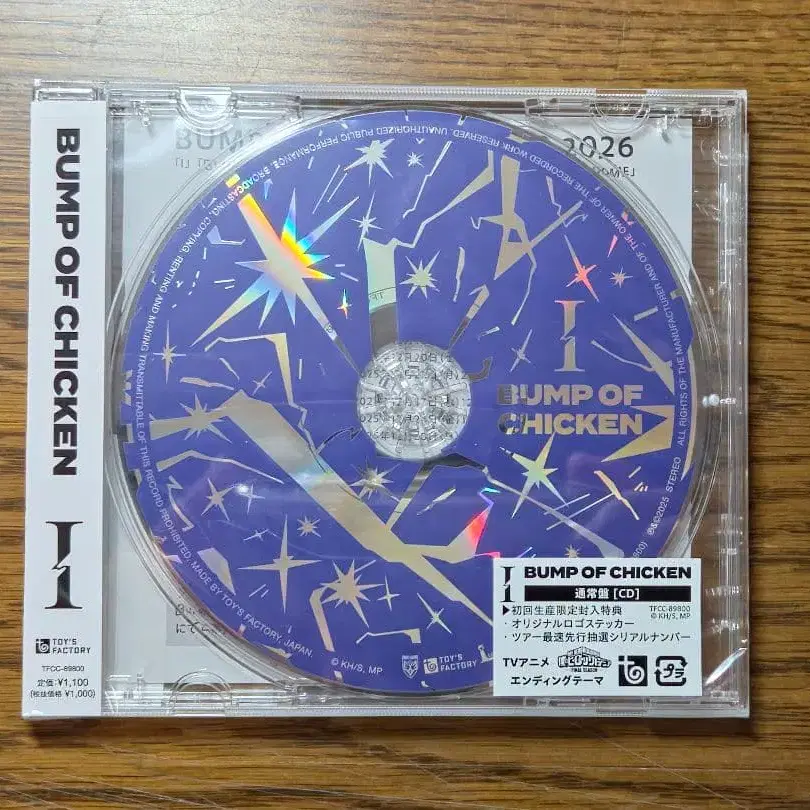 BUMP OF CHICKEN
I
TOY'S
FACTORY
TFCC-89800
定価:¥1,100
(税抜価格 ¥1,000)
2026
ALL RIGHTS OF THE MANUFACTURER AND OF THE OWNER OF THE RECORDED WORK RESERVED. UNAUTHORIZED PUBLIC PERFORMANCE, BROADCASTING, COPYING, RENTING AND MAKING TRANSMITTABLE OF THIS RECORD PROHIBITED. MADE BY TOY'S FACTORY, JAPAN.
I
BUMP OF
CHICKEN
℗©2025 STEREO
© KH/S, MP
TOY'S
FACTORY
I
BUMP OF CHICKEN
通常盤 [CD]
▶初回生産限定封入特典
TFCC-89800
© KH/S, MP
・オリジナルロゴステッカー
・ツアー最速先行抽選シリアルナンバー
TVアニメ
FINAL SEASON
エンディングテーマ
プラ